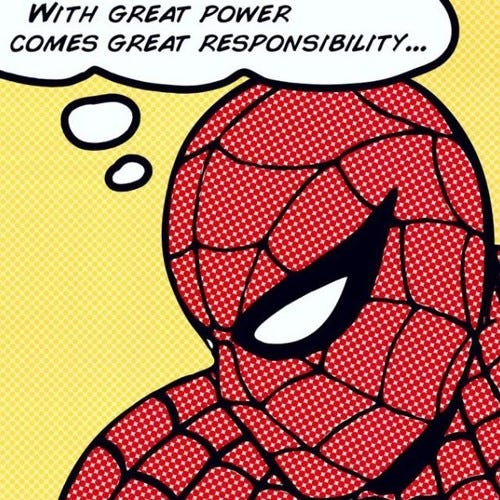 WITH GREAT POWER
COMES GREAT RESPONSIBILITY...